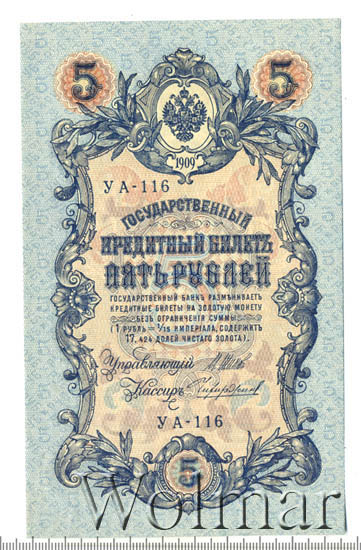 5 5
1909
УА-116
ГОСУДАРСТВЕННЫЙ
КРЕДИТНЫЙ БИЛЕТЪ
ПЯТЬ РУБЛЕЙ
ГОСУДАРСТВЕННЫЙ БАНКЪ РАЗМѢНИВАЕТЪ
КРЕДИТНЫЕ БИЛЕТЫ НА ЗОЛОТУЮ МОНЕТУ
БЕЗЪ ОГРАНИЧЕНІЯ СУММЫ
(1 РУБЛЬ = 1/15 ИМПЕРІАЛА, СОДЕРЖИТЪ
17,424 ДОЛЕЙ ЧИСТАГО ЗОЛОТА).
Управляющій
Кассиръ
УА-116
5
Wolmar